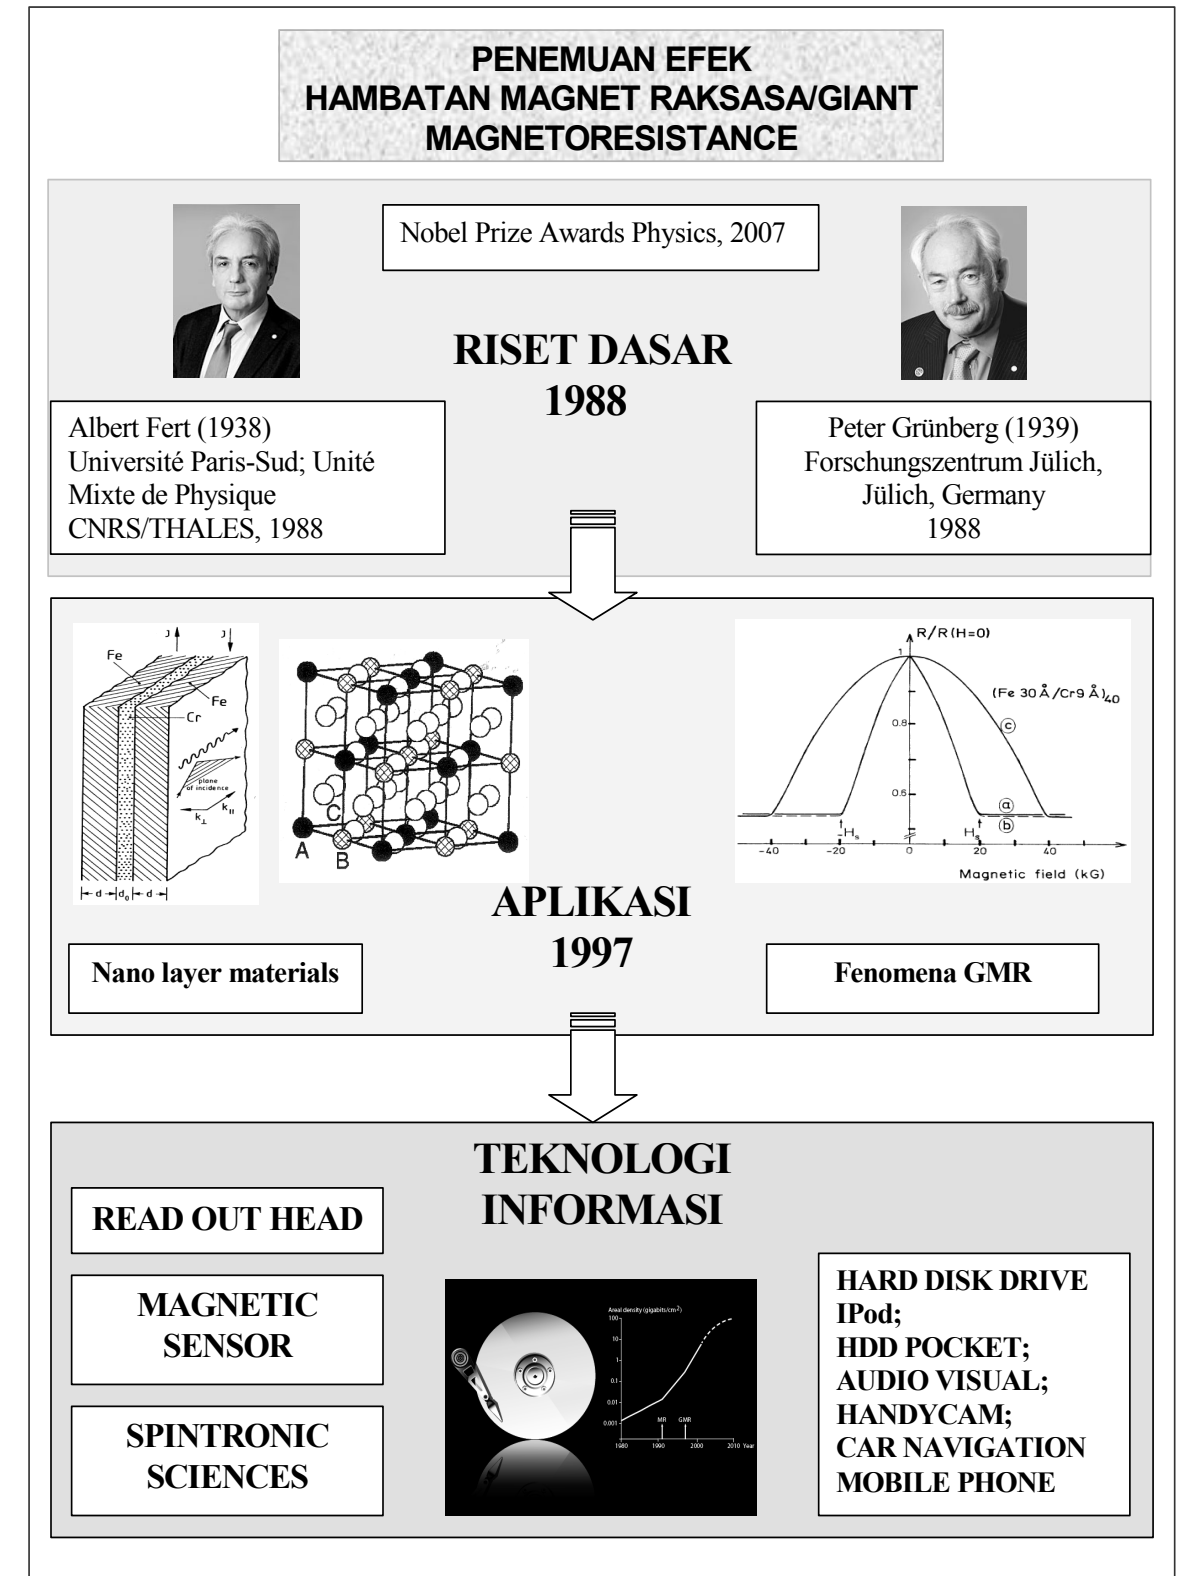 PENEMUAN EFEK
HAMBATAN MAGNET RAKSASA/GIANT
MAGNETORESISTANCE
Nobel Prize Awards Physics, 2007
RISET DASAR
1988
Albert Fert (1938)
Université Paris-Sud; Unité
Mixte de Physique
CNRS/THALES, 1988
Peter Grünberg (1939)
Forschungszentrum Jülich,
Jülich, Germany
1988
J
J
Fe
Fe
Cr
plane
of incidence
k⊥
k||
d
d₀
d
A
B
C
R/R(H=0)
1
(Fe 30 Å/Cr 9 Å)₄₀
0.8
c
0.6
a
b
-Hs
Hs
-40
-20
0
20
40
Magnetic field (kG)
APLIKASI
1997
Nano layer materials
Fenomena GMR
TEKNOLOGI
INFORMASI
READ OUT HEAD
MAGNETIC
SENSOR
SPINTRONIC
SCIENCES
Areal density (gigabits/cm²)
100
10
1
0.1
0.01
0.001
MR
GMR
1980
1990
2000
2010
Year
HARD DISK DRIVE
IPod;
HDD POCKET;
AUDIO VISUAL;
HANDYCAM;
CAR NAVIGATION
MOBILE PHONE